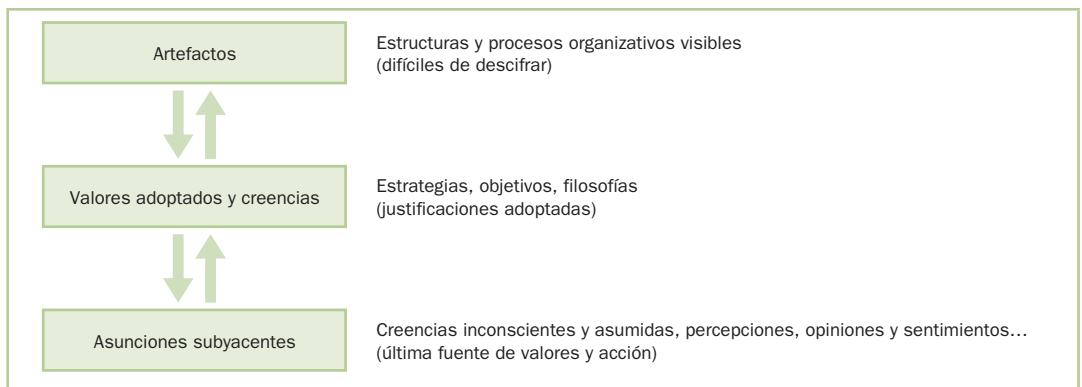 Artefactos
Estructuras y procesos organizativos visibles
(difíciles de descifrar)
Valores adoptados y creencias
Estrategias, objetivos, filosofías
(justificaciones adoptadas)
Asunciones subyacentes
Creencias inconscientes y asumidas, percepciones, opiniones y sentimientos…
(última fuente de valores y acción)